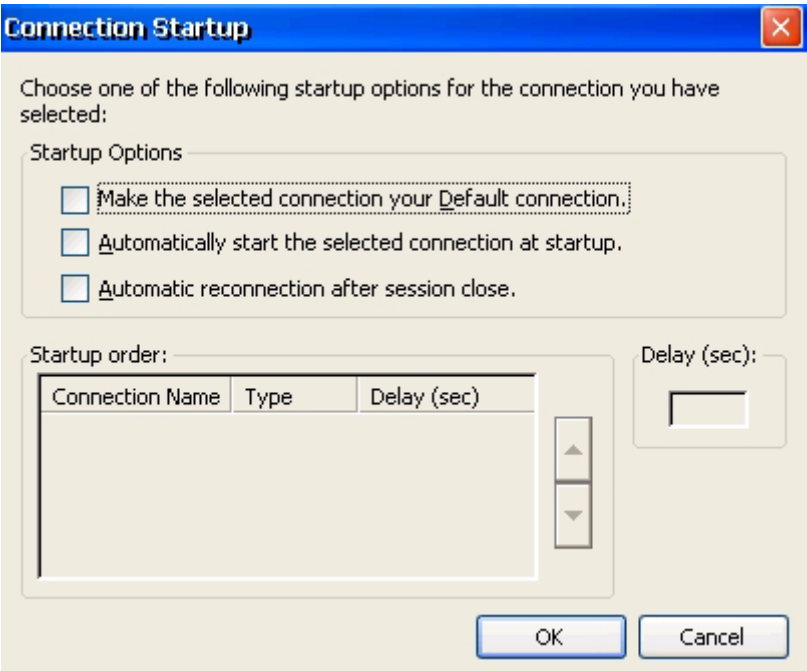 Connection Startup
Choose one of the following startup options for the connection you have
selected:
Startup Options
Make the selected connection your Default connection.
Automatically start the selected connection at startup.
Automatic reconnection after session close.
Startup order:
Delay (sec):
Connection Name Type Delay (sec)
OK Cancel